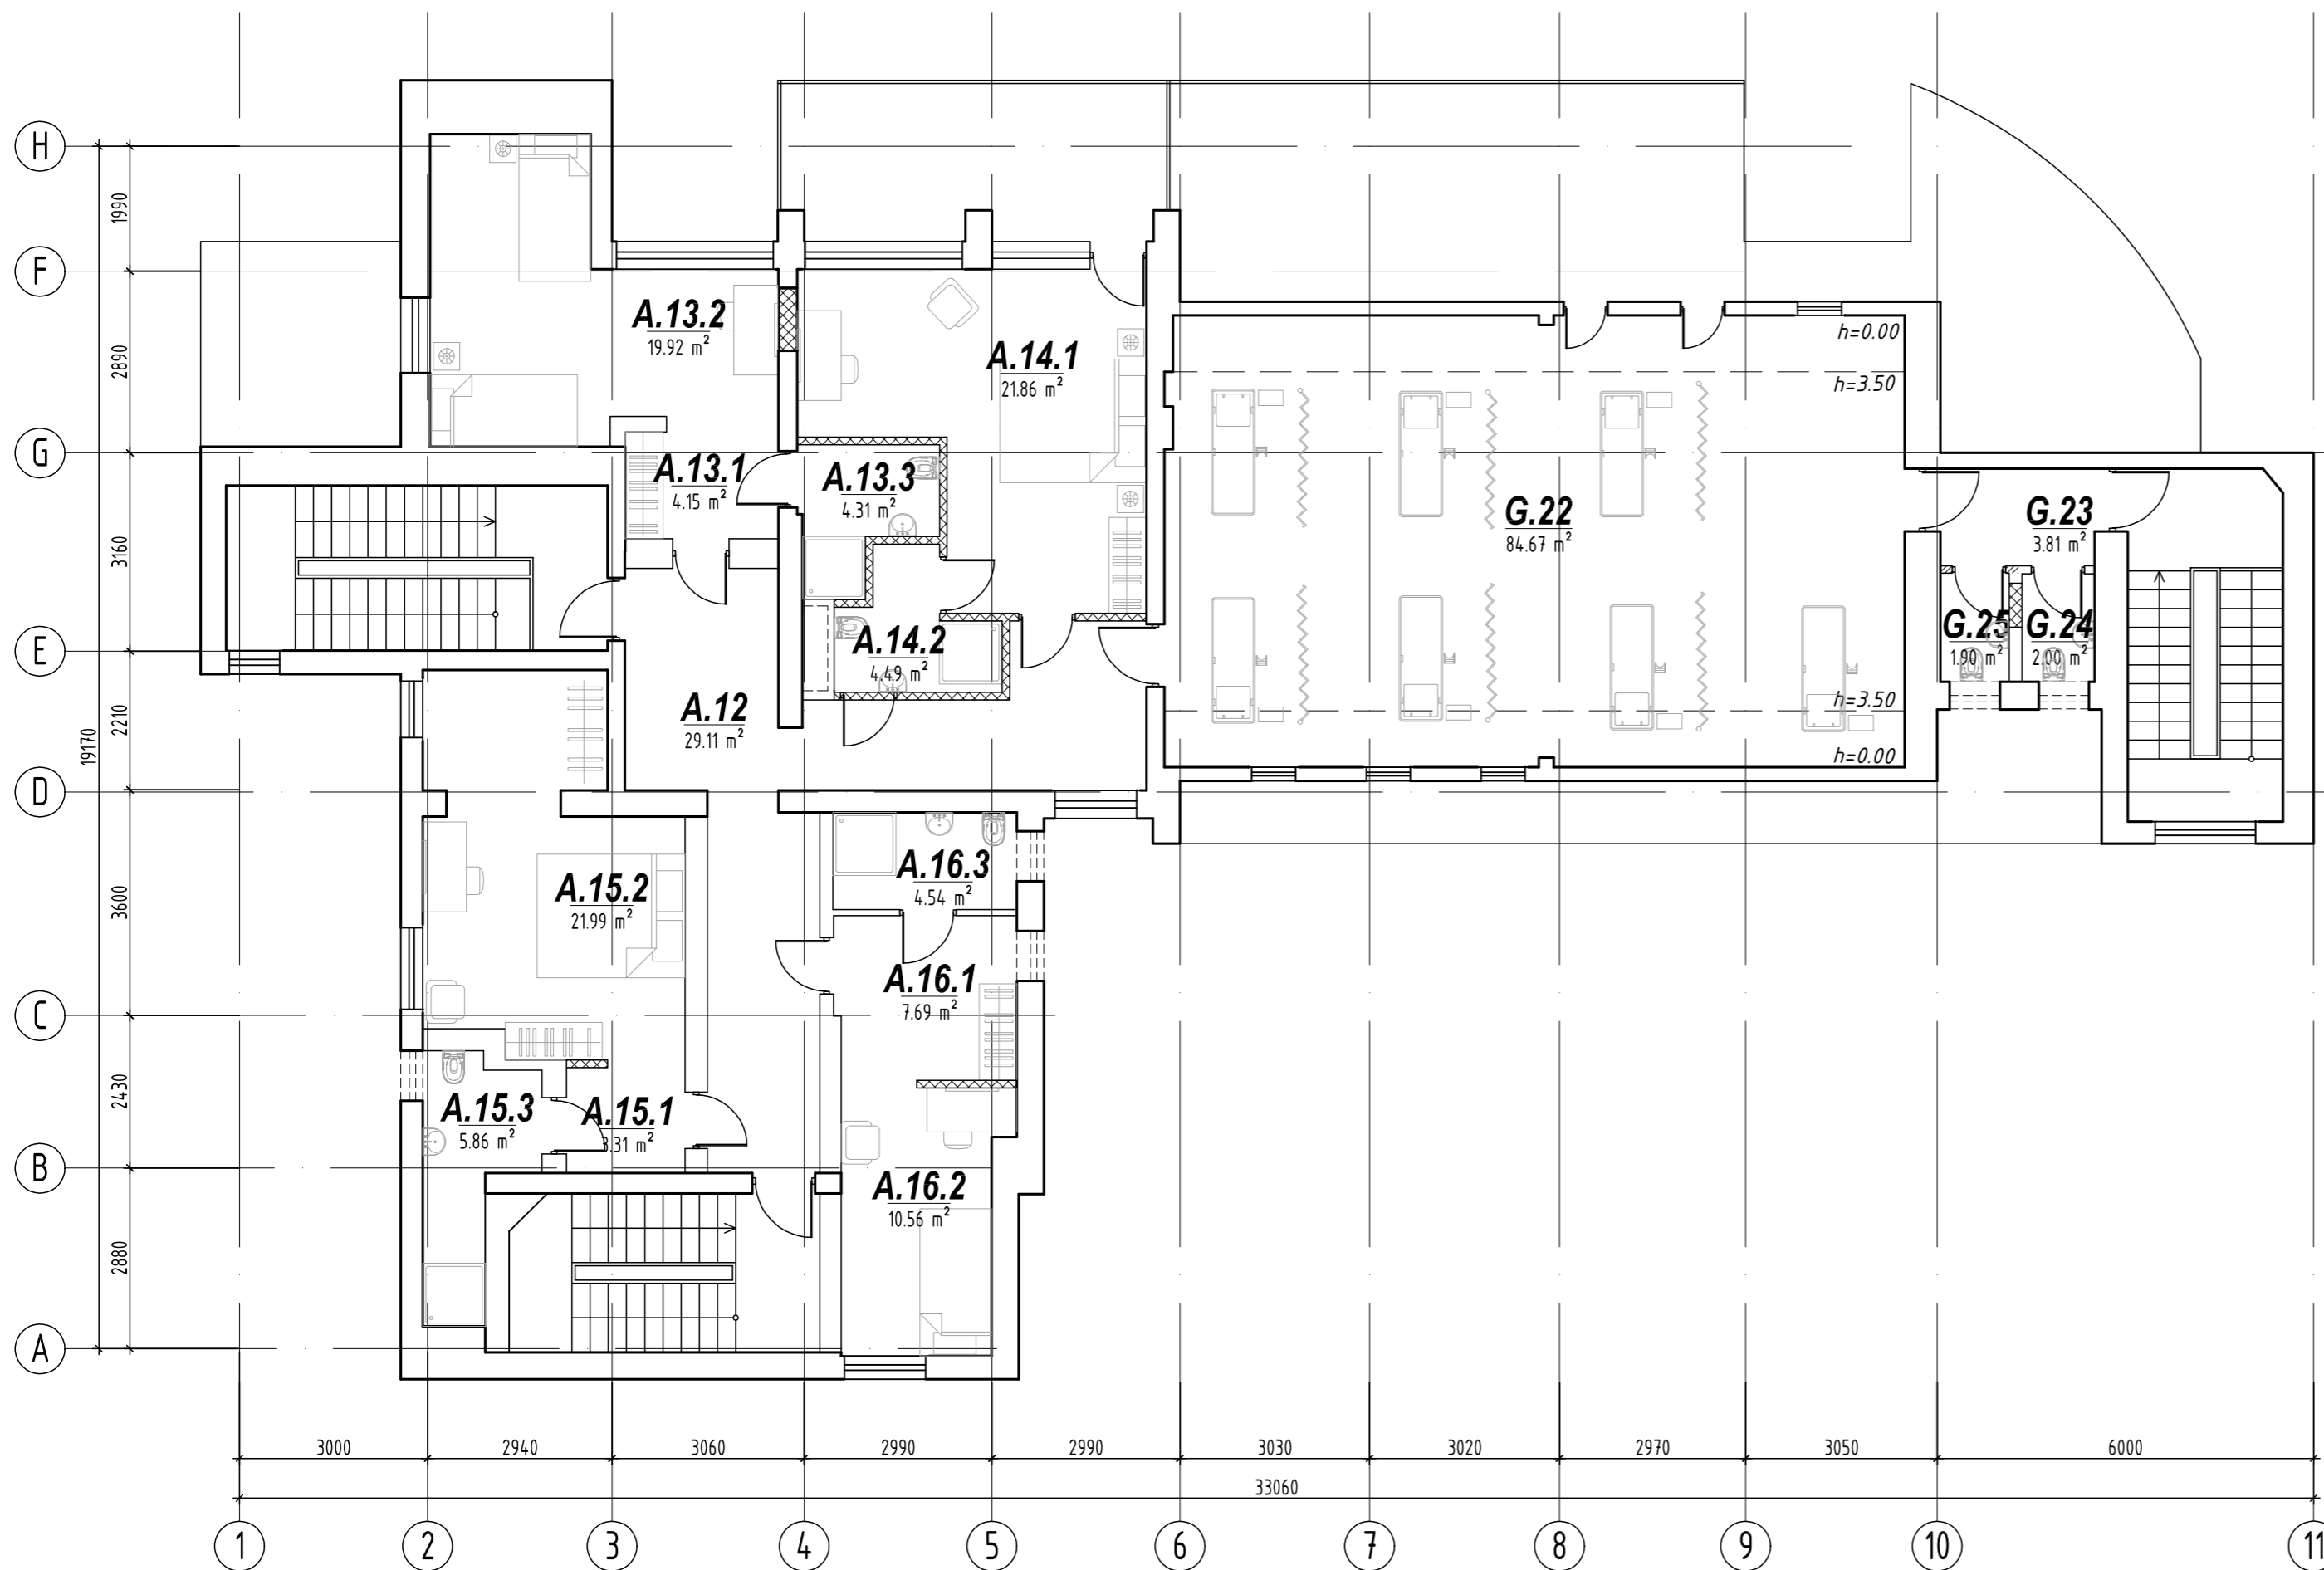 H
1990
F
A.13.2
19.92 m²
h=0.00
2890
A.14.1
21.86 m²
h=3.50
G
A.13.1
4.15 m²
A.13.3
4.31 m²
G.22
84.67 m²
G.23
3.81 m²
3160
E
A.14.2
4.49 m²
G.25
1.90 m²
G.24
2.00 m²
2210
19170
A.12
29.11 m²
h=3.50
h=0.00
D
A.16.3
4.54 m²
A.15.2
21.99 m²
3600
A.16.1
7.69 m²
C
2430
A.15.3
5.86 m²
A.15.1
3.31 m²
B
A.16.2
10.56 m²
2880
A
3000 2940 3060 2990 2990 3030 3020 2970 3050 6000
33060
1 2 3 4 5 6 7 8 9 10 11